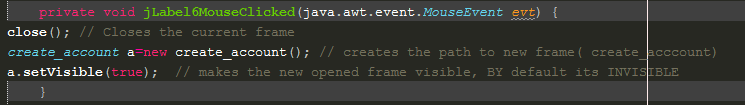 private void jLabel6MouseClicked(java.awt.event.MouseEvent evt) {
close(); // Closes the current frame
create_account a=new create_account(); // creates the path to new frame( create_acccount)
a.setVisible(true);  // makes the new opened frame visible, BY default its INVISIBLE
}